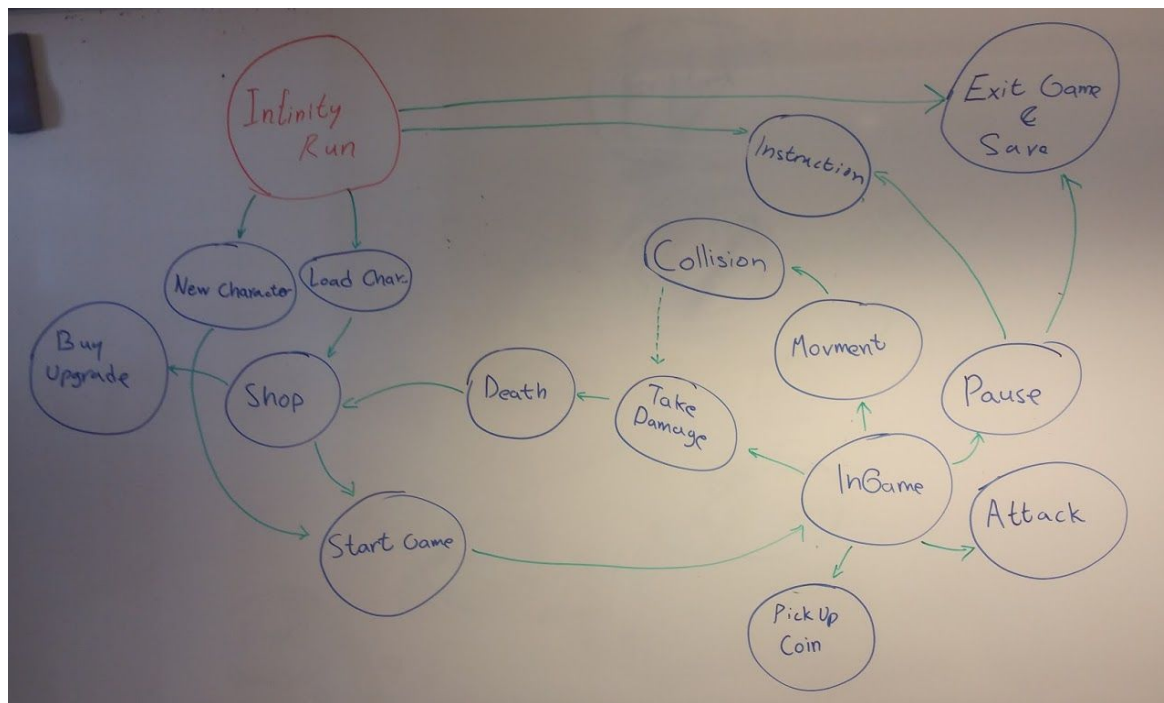 Infinity
Run
Exit Game
&
Save
Instruction
Collision
New Character
Load Char.
Movment
Buy
Upgrade
Shop
Death
Take
Damage
Pause
InGame
Attack
Start Game
Pick Up
Coin